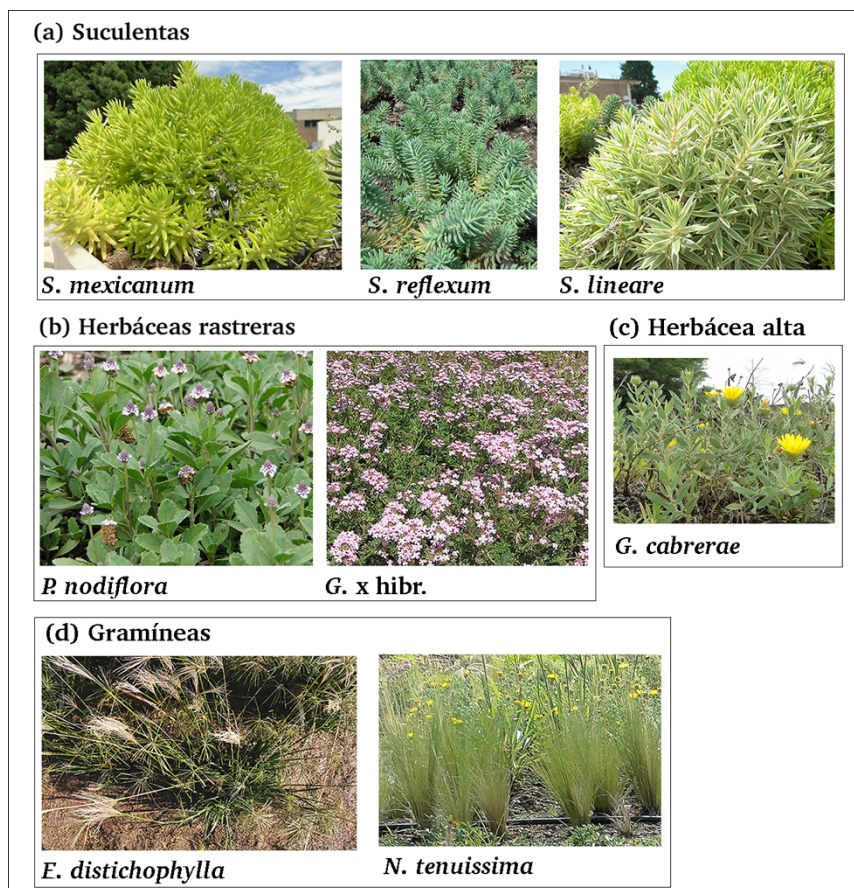 (a) Suculentas
S. mexicanum
S. reflexum
S. lineare
(b) Herbáceas rastreras
P. nodiflora
G. x hibr.
(c) Herbácea alta
G. cabrerae
(d) Gramíneas
E. distichophylla
N. tenuissima